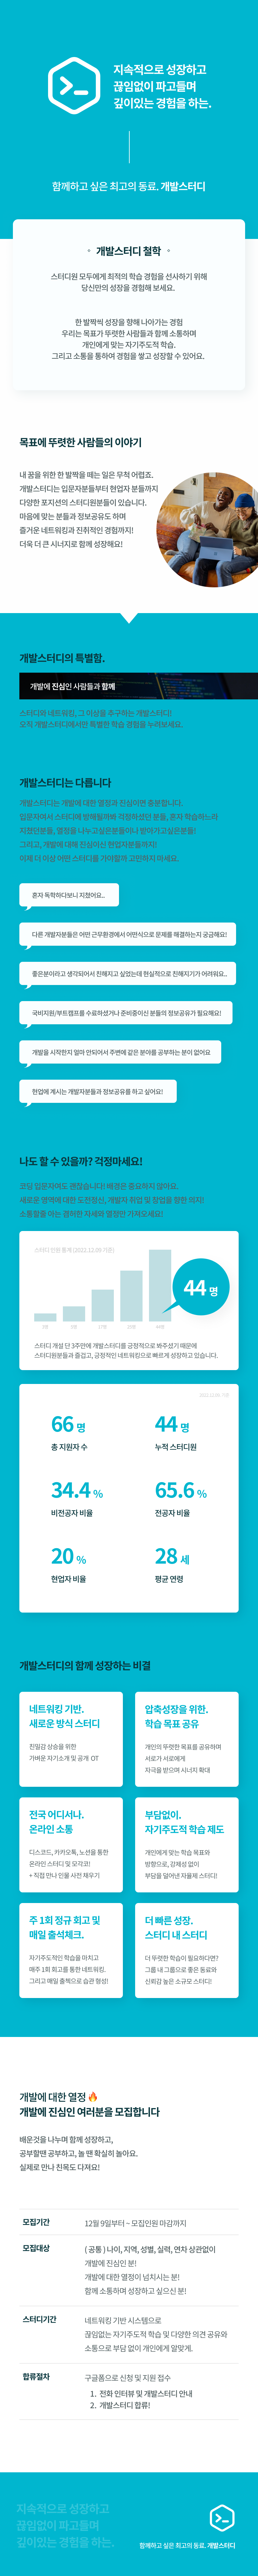 지속적으로 성장하고
끊임없이 파고들며
깊이있는 경험을 하는.
함께하고 싶은 최고의 동료. 개발스터디
개발스터디 철학
스터디원 모두에게 최적의 학습 경험을 선사하기 위해
당신만의 성장을 경험해 보세요.
한 발짝씩 성장을 향해 나아가는 경험
우리는 목표가 뚜렷한 사람들과 함께 소통하며
개인에게 맞는 자기주도적 학습.
그리고 소통을 통하여 경험을 쌓고 성장할 수 있어요.
목표에 뚜렷한 사람들의 이야기
내 꿈을 위한 한 발짝을 떼는 일은 무척 어렵죠.
개발스터디는 입문자분들부터 현업자 분들까지
다양한 포지션의 스터디원분들이 있습니다.
마음에 맞는 분들과 정보공유도 하며
즐거운 네트워킹과 진취적인 경험까지!
더욱 더 큰 시너지로 함께 성장해요!
개발스터디의 특별함.
개발에 진심인 사람들과 함께
스터디와 네트워킹, 그 이상을 추구하는 개발스터디!
오직 개발스터디에서만 특별한 학습 경험을 누려보세요.
개발스터디는 다릅니다
개발스터디는 개발에 대한 열정과 진심이면 충분합니다.
입문자여서 스터디에 방해될까봐 걱정하셨던 분들, 혼자 학습하느라
지쳤던분들, 열정을 나누고싶은분들이나 받아가고싶은분들!
그리고, 개발에 대해 진심이신 현업자분들까지!
이제 더 이상 어떤 스터디를 가야할까 고민하지 마세요.
혼자 독학하다보니 지쳤어요..
다른 개발자분들은 어떤 근무환경에서 어떤식으로 문제를 해결하는지 궁금해요!
좋은분이라고 생각되어서 친해지고 싶었는데 현실적으로 친해지기가 어려워요..
국비지원/부트캠프를 수료하셨거나 준비중이신 분들의 정보공유가 필요해요!
개발을 시작한지 얼마 안되어서 주변에 같은 분야를 공부하는 분이 없어요
현업에 계시는 개발자분들과 정보공유를 하고 싶어요!
나도 할 수 있을까? 걱정마세요!
코딩 입문자여도 괜찮습니다! 배경은 중요하지 않아요.
새로운 영역에 대한 도전정신, 개발자 취업 및 창업을 향한 의지!
소통할줄 아는 겸허한 자세와 열정만 가져오세요!
스터디 인원 통계 (2022.12.09 기준)
44 명
스터디 개설 단 3주만에 개발스터디를 긍정적으로 봐주셨기 때문에
스터디원분들과 즐겁고, 긍정적인 네트워킹으로 빠르게 성장하고 있습니다.
2022.12.09. 기준
66 명
44 명
총 지원자 수
누적 스터디원
34.4 %
65.6 %
비전공자 비율
전공자 비율
20 %
28 세
현업자 비율
평균 연령
개발스터디의 함께 성장하는 비결
네트워킹 기반.
새로운 방식 스터디
친밀감 상승을 위한
가벼운 자기소개 및 공개 OT
압축성장을 위한.
학습 목표 공유
개인의 뚜렷한 목표를 공유하며
서로가 서로에게
자극을 받으며 시너지 확대
전국 어디서나.
온라인 소통
디스코드, 카카오톡, 노션을 통한
온라인 스터디 및 모각코!
+ 직접 만나 인물 사전 채우기
부담없이.
자기주도적 학습 제도
개인에게 맞는 학습 목표와
방향으로, 강제성 없이
부담을 덜어낸 자율제 스터디!
주 1회 정규 회고 및
매일 출석체크.
자기주도적인 학습을 마치고
매주 1회 회고를 통한 네트워킹.
그리고 매일 출첵으로 습관 형성!
더 빠른 성장.
스터디 내 스터디
더 뚜렷한 학습이 필요하다면?
그룹 내 그룹으로 좋은 동료와
신뢰감 높은 소규모 스터디!
개발에 대한 열정
개발에 진심인 여러분을 모집합니다
배운것을 나누며 함께 성장하고,
공부할땐 공부하고, 놀 땐 확실히 놀아요.
실제로 만나 친목도 다져요!
모집기간
12월 9일부터 ~ 모집인원 마감까지
모집대상
( 공통 ) 나이, 지역, 성별, 실력, 연차 상관없이
개발에 진심인 분!
개발에 대한 열정이 넘치시는 분!
함께 소통하며 성장하고 싶으신 분!
스터디기간
네트워킹 기반 시스템으로
끊임없는 자기주도적 학습 및 다양한 의견 공유와
소통으로 부담 없이 개인에게 알맞게.
합류절차
구글폼으로 신청 및 지원 접수
1. 전화 인터뷰 및 개발스터디 안내
2. 개발스터디 합류!
지속적으로 성장하고
끊임없이 파고들며
깊이있는 경험을 하는.
함께하고 싶은 최고의 동료. 개발스터디